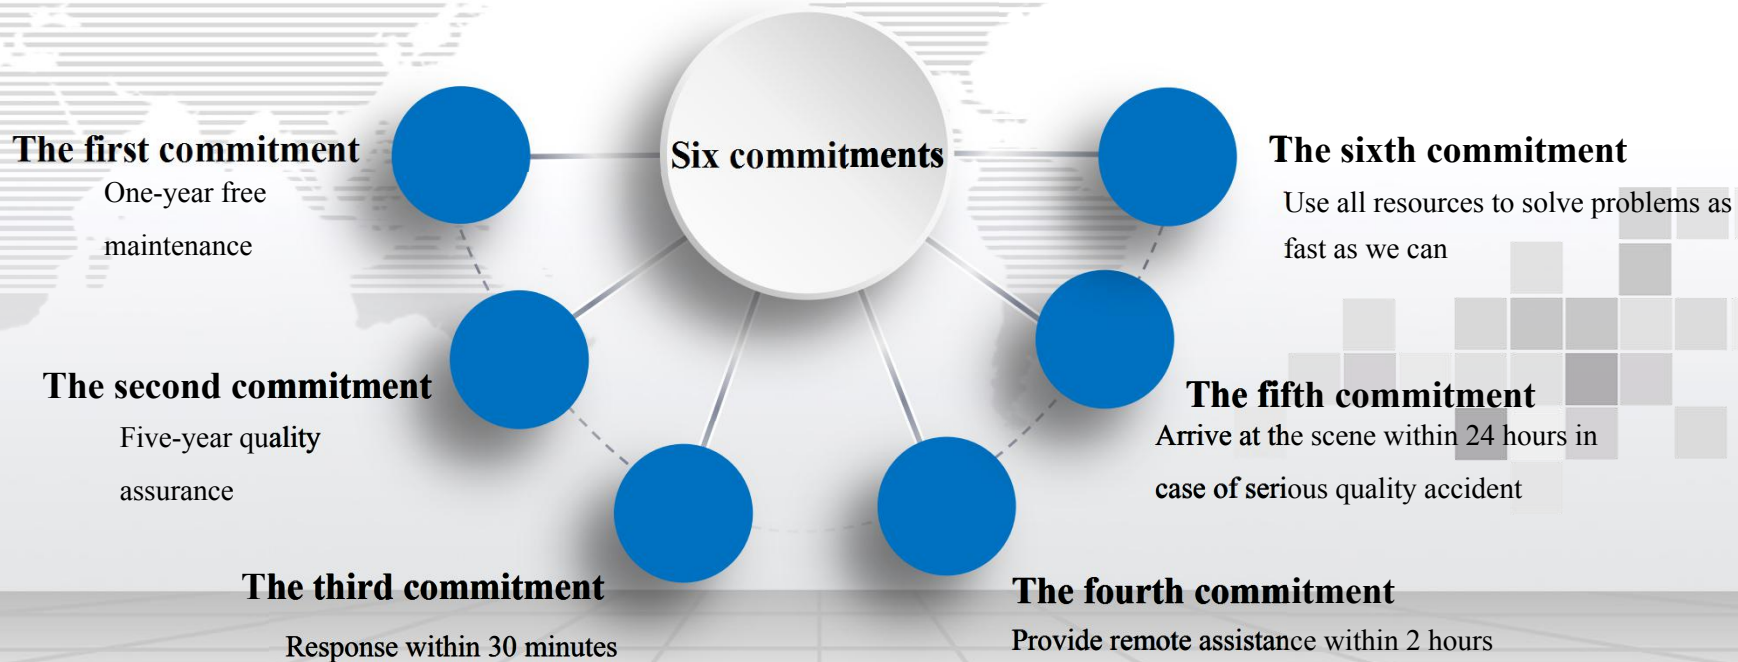 Six commitments
The first commitment
One-year free
maintenance
The second commitment
Five-year quality
assurance
The third commitment
Response within 30 minutes
The fourth commitment
Provide remote assistance within 2 hours
The fifth commitment
Arrive at the scene within 24 hours in
case of serious quality accident
The sixth commitment
Use all resources to solve problems as
fast as we can